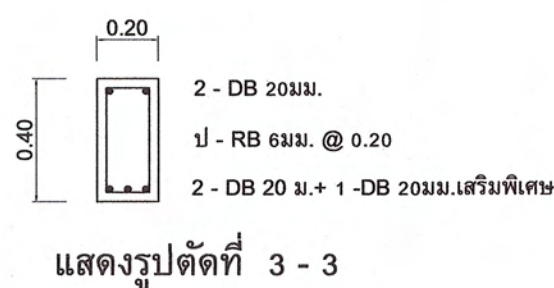 0.20
0.40
2 - DB 20มม.
ป - RB 6มม. @ 0.20
2 - DB 20 ม.+ 1 -DB 20มม.เสริมพิเศษ
แสดงรูปตัดที่ 3 - 3